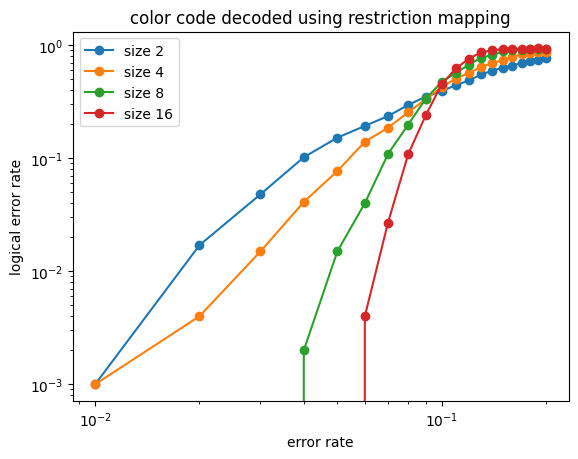 color code decoded using restriction mapping
size 2
size 4
size 8
size 16
logical error rate
10⁰
10⁻¹
10⁻²
10⁻³
10⁻²
10⁻¹
error rate